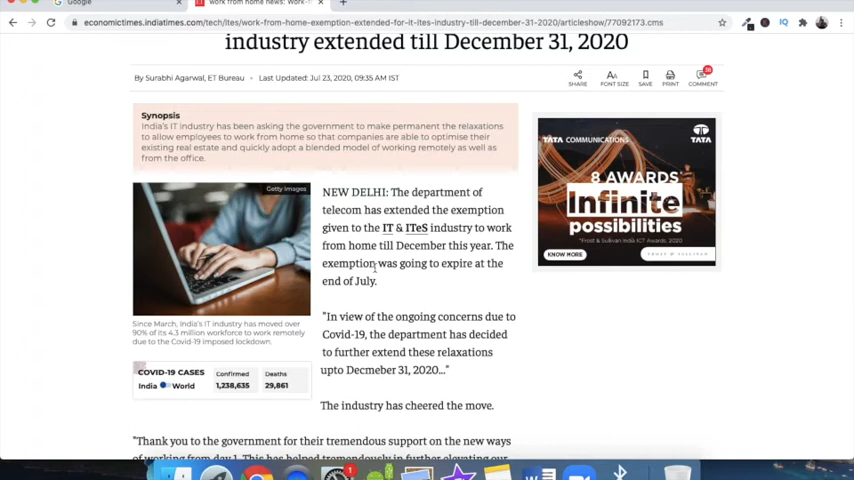 Google
work from home news: Work-
economictimes.indiatimes.com/tech/ites/work-from-home-exemption-extended-for-it-ites-industry-till-december-31-2020/articleshow/77092173.cms
industry extended till December 31, 2020
By Surabhi Agarwal, ET Bureau • Last Updated: Jul 23, 2020, 09:35 AM IST
SHARE
FONT SIZE
SAVE
PRINT
COMMENT
Synopsis
India's IT industry has been asking the government to make permanent the relaxations
to allow employees to work from home so that companies are able to optimise their
existing real estate and quickly adopt a blended model of working remotely as well as
from the office.
Getty Images
NEW DELHI: The department of
telecom has extended the exemption
given to the IT & ITeS industry to work
from home till December this year. The
exemption was going to expire at the
end of July.
"In view of the ongoing concerns due to
Covid-19, the department has decided
to further extend these relaxations
upto Decmeber 31, 2020..."
The industry has cheered the move.
Since March, India's IT industry has moved over
90% of its 4.3 million workforce to work remotely
due to the Covid-19 imposed lockdown.
COVID-19 CASES
India World
Confirmed
1,238,635
Deaths
29,861
"Thank you to the government for their tremendous support on the new ways
of working from day 1. This has helped tremendously in further elevating our
TATA COMMUNICATIONS
TATA
8 AWARDS*
Infinite
possibilities
*Frost & Sullivan India ICT Awards, 2020
KNOW MORE
FROST & SULLIVAN
IQ
1